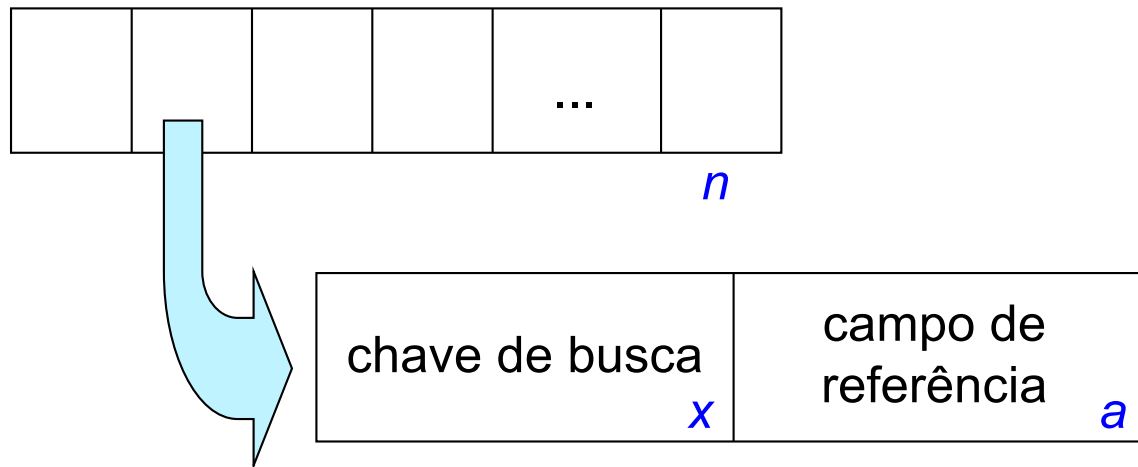 ...
n
chave de busca
x
campo de
referência
a